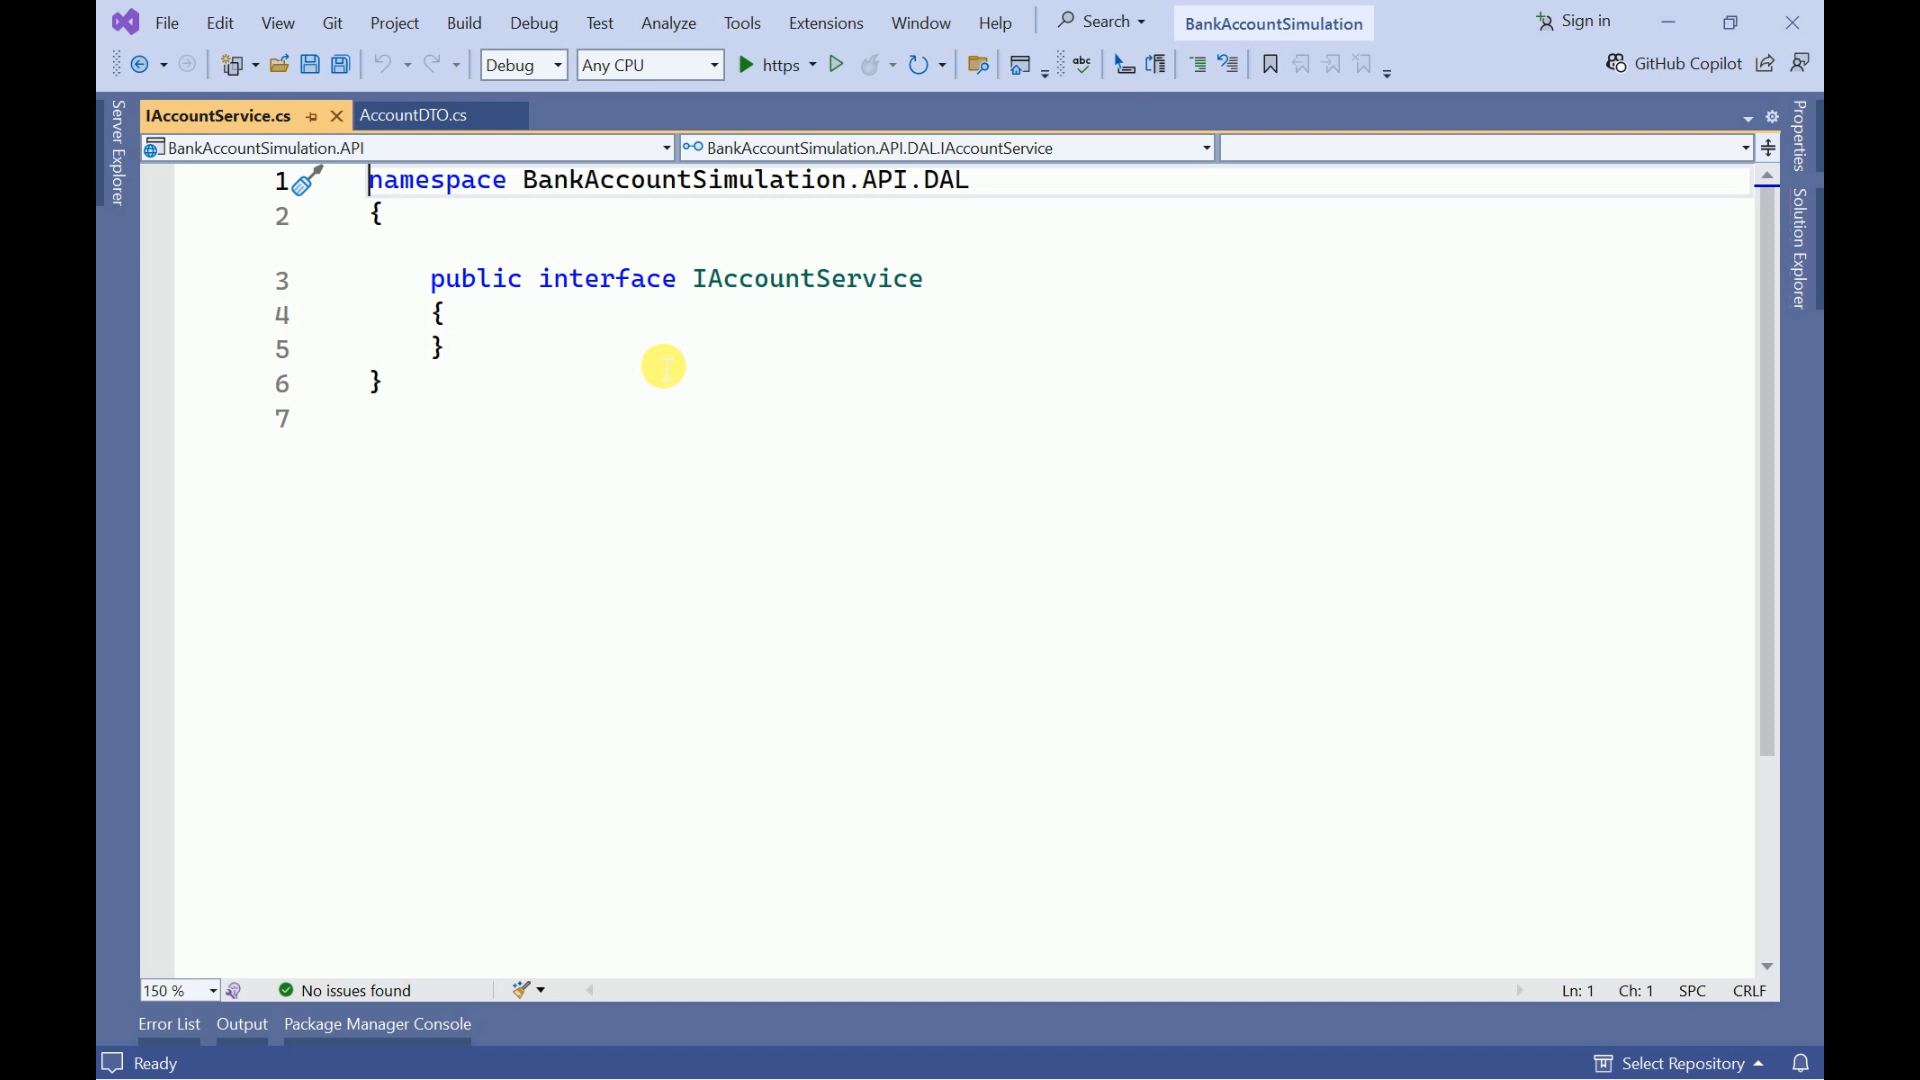 File Edit View Git Project Build Debug Test Analyze Tools Extensions Window Help Search BankAccountSimulation Sign in
Debug Any CPU https abc GitHub Copilot
Server Explorer
IAccountService.cs AccountDTO.cs
Properties
Solution Explorer
BankAccountSimulation.API BankAccountSimulation.API.DAL.IAccountService
1 namespace BankAccountSimulation.API.DAL
2 {
3 public interface IAccountService
4 {
5 }
6 }
7
150 % No issues found Ln: 1 Ch: 1 SPC CRLF
Error List Output Package Manager Console
Ready Select Repository